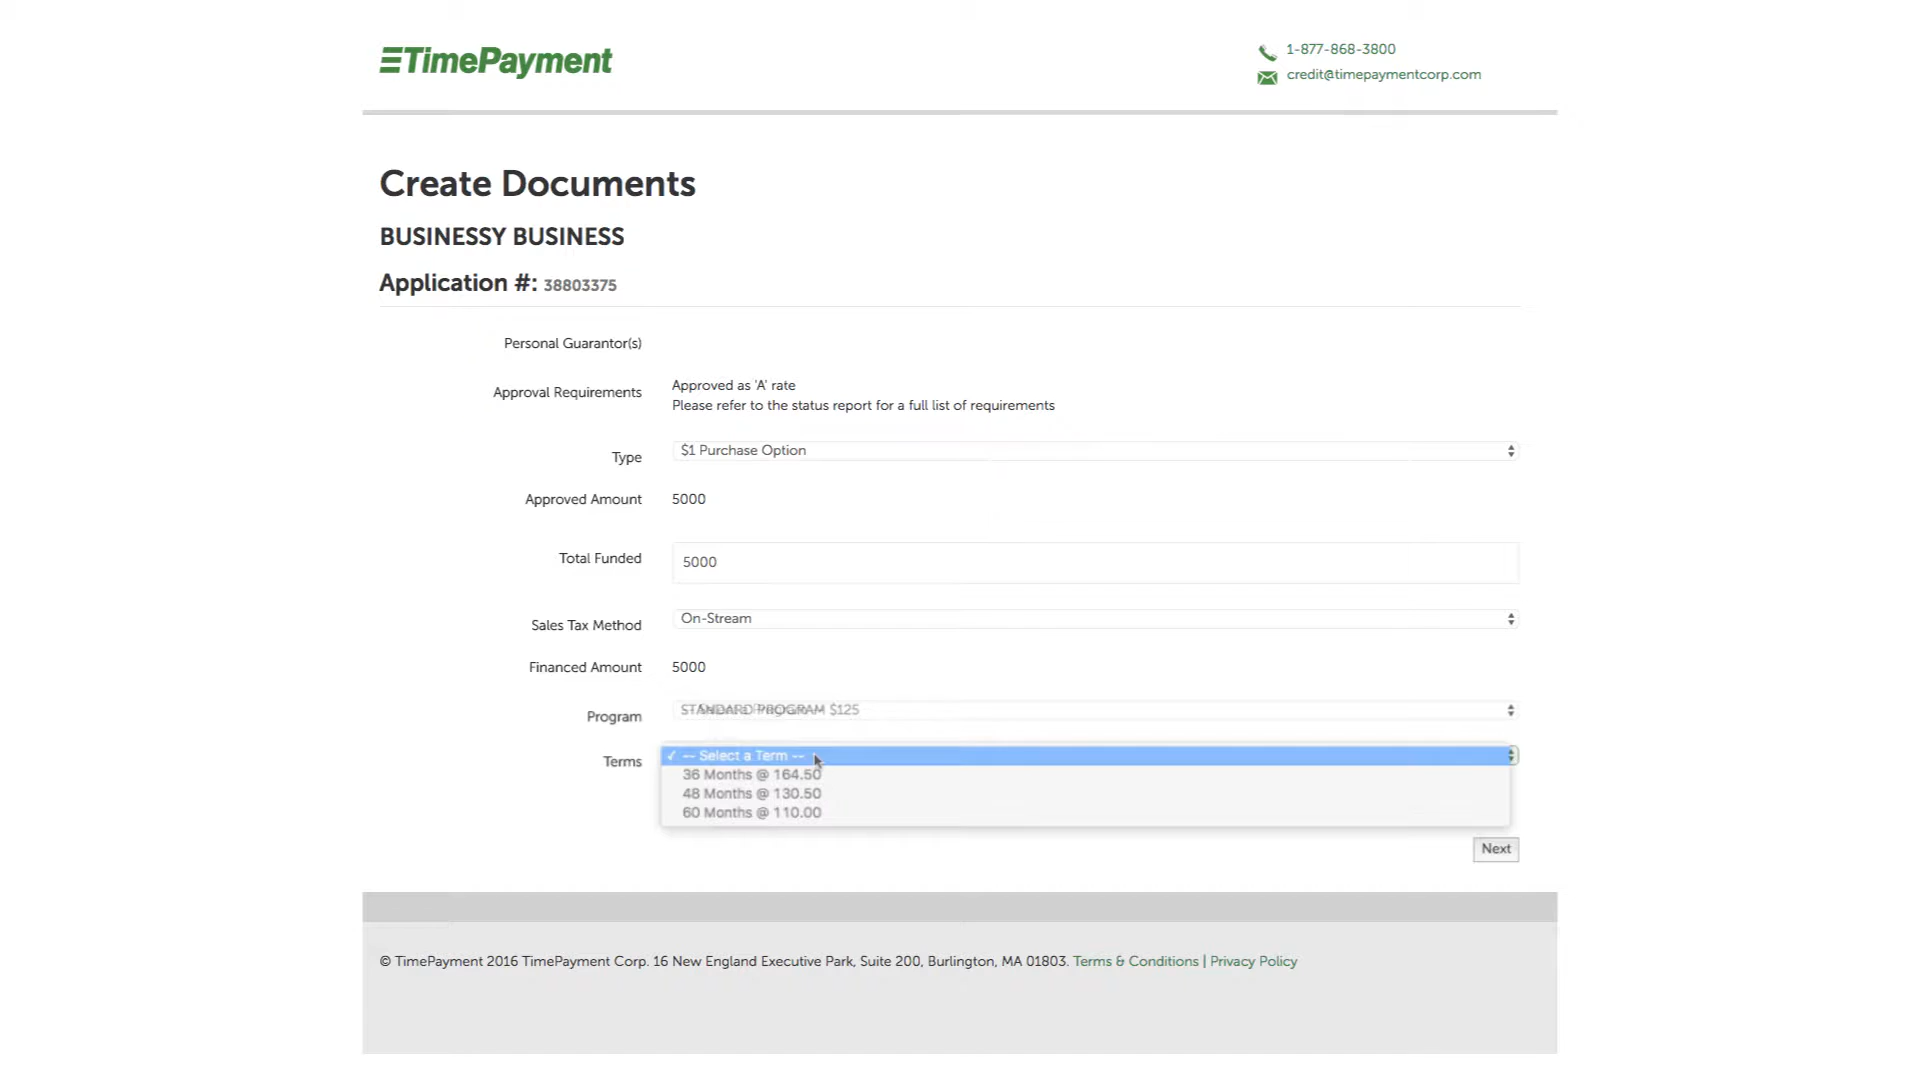 TimePayment
1-877-868-3800
credit@timepaymentcorp.com
Create Documents
BUSINESSY BUSINESS
Application #: 38803375
Personal Guarantor(s)
Approval Requirements
Approved as 'A' rate
Please refer to the status report for a full list of requirements
Type
$1 Purchase Option
Approved Amount
5000
Total Funded
5000
Sales Tax Method
On-Stream
Financed Amount
5000
Program
STANDARD PROGRAM $125
Terms
✓ -- Select a Term --
36 Months @ 164.50
48 Months @ 130.50
60 Months @ 110.00
Next
© TimePayment 2016 TimePayment Corp. 16 New England Executive Park, Suite 200, Burlington, MA 01803. Terms & Conditions | Privacy Policy